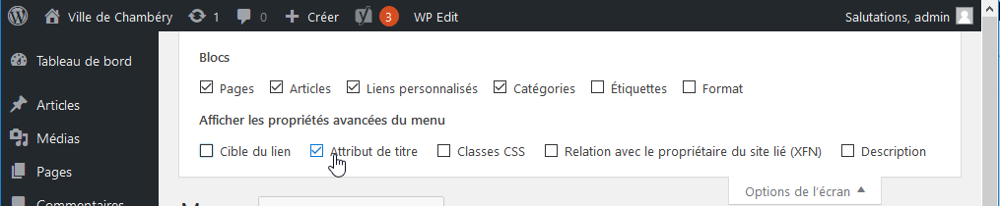 Ville de Chambéry 1 0 Créer 3 WP Edit Salutations, admin
Tableau de bord
Articles
Médias
Pages
Commentaires
Blocs
Pages Articles Liens personnalisés Catégories Étiquettes Format
Afficher les propriétés avancées du menu
Cible du lien Attribut de titre Classes CSS Relation avec le propriétaire du site lié (XFN) Description
Options de l'écran